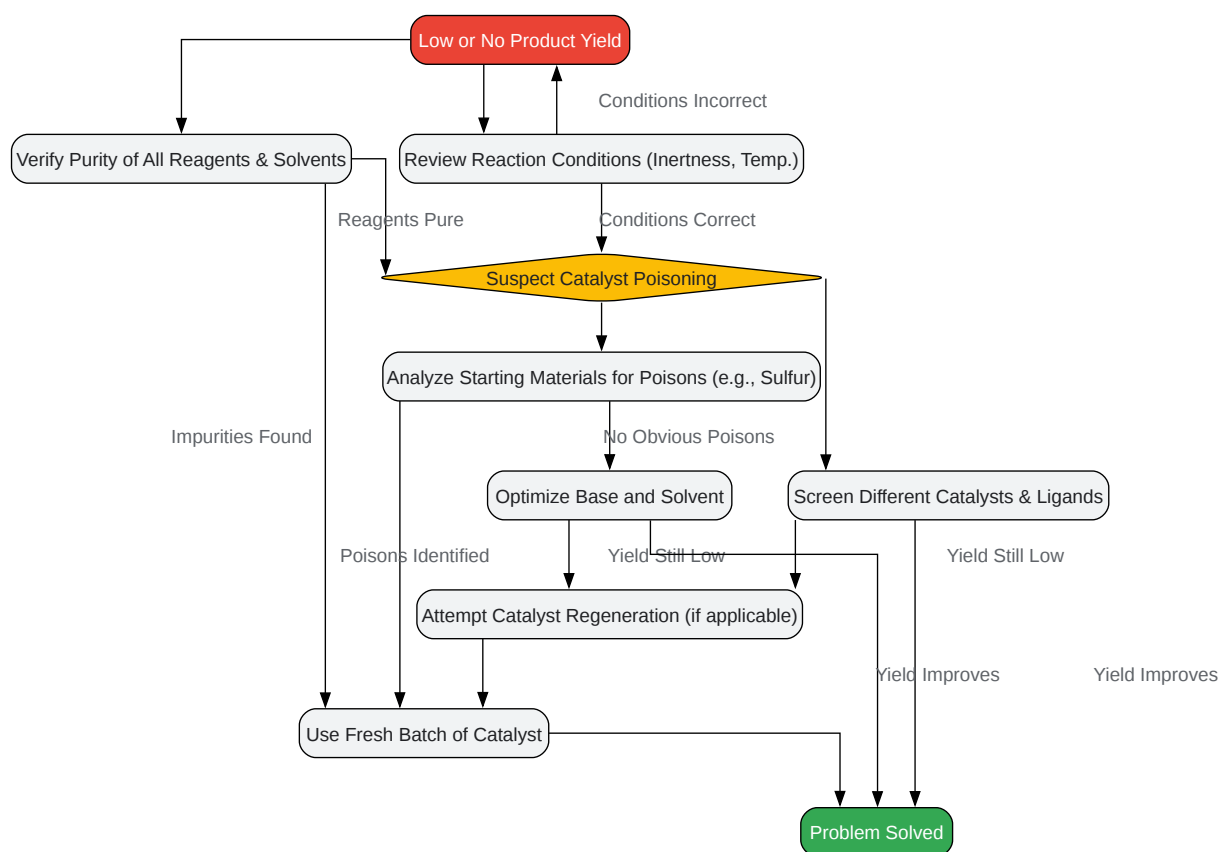 Low or No Product Yield
Conditions Incorrect
Verify Purity of All Reagents & Solvents
Review Reaction Conditions (Inertness, Temp.)
Reagents Pure
Conditions Correct
Suspect Catalyst Poisoning
Analyze Starting Materials for Poisons (e.g., Sulfur)
Impurities Found
No Obvious Poisons
Optimize Base and Solvent
Screen Different Catalysts & Ligands
Poisons Identified
Yield Still Low
Yield Still Low
Attempt Catalyst Regeneration (if applicable)
Yield Improves
Yield Improves
Use Fresh Batch of Catalyst
Problem Solved